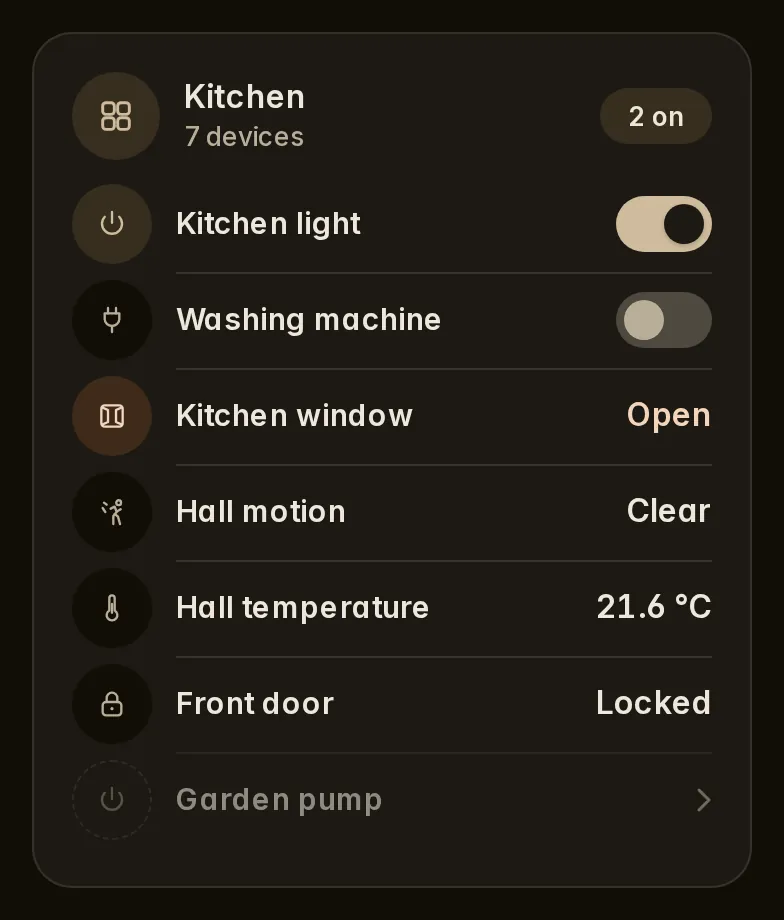 Kitchen
7 devices
2 on
Kitchen light
Washing machine
Kitchen window
Open
Hall motion
Clear
Hall temperature
21.6 °C
Front door
Locked
Garden pump